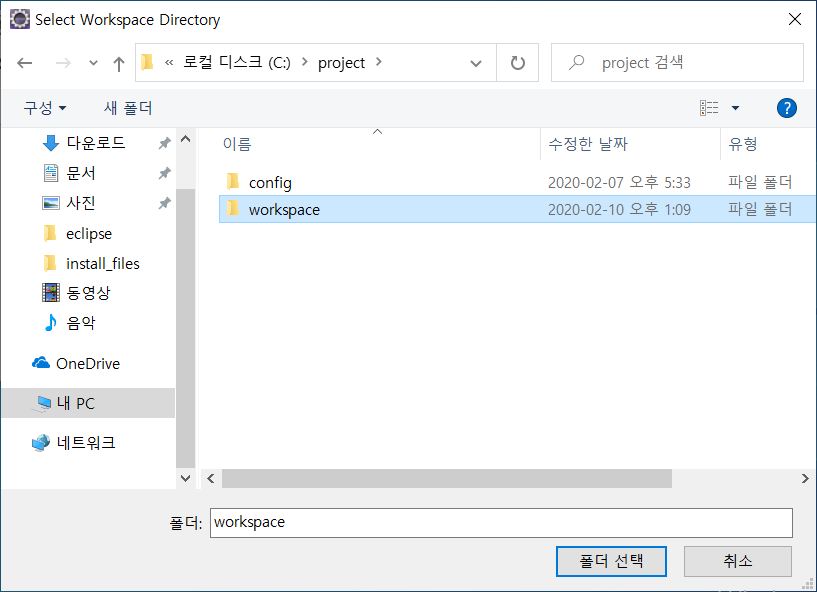 Select Workspace Directory
« 로컬 디스크 (C:) > project >
project 검색
구성
새 폴더
이름 수정한 날짜 유형
다운로드
문서
사진
eclipse
install_files
동영상
음악
OneDrive
내 PC
네트워크
config 2020-02-07 오후 5:33 파일 폴더
workspace 2020-02-10 오후 1:09 파일 폴더
폴더: workspace
폴더 선택 취소